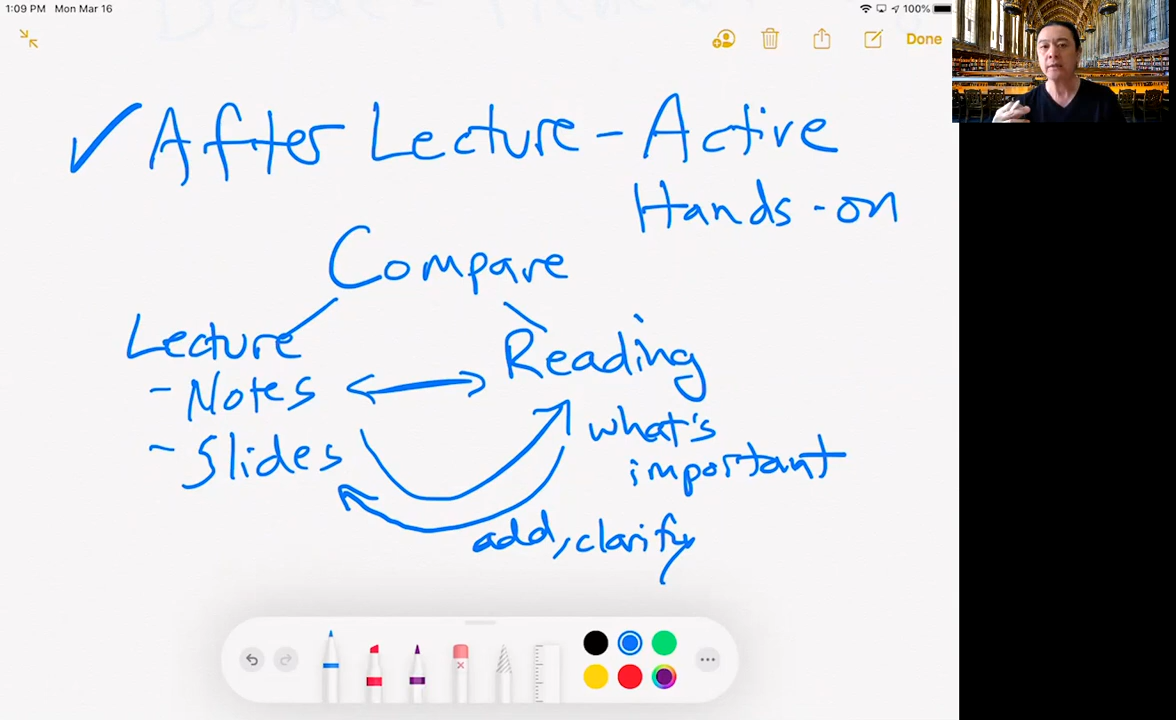 1:09 PM Mon Mar 16
100%
Done
After Lecture - Active
Hands-on
Compare
Lecture
- Notes
- Slides
Reading
what's
important
add, clarify